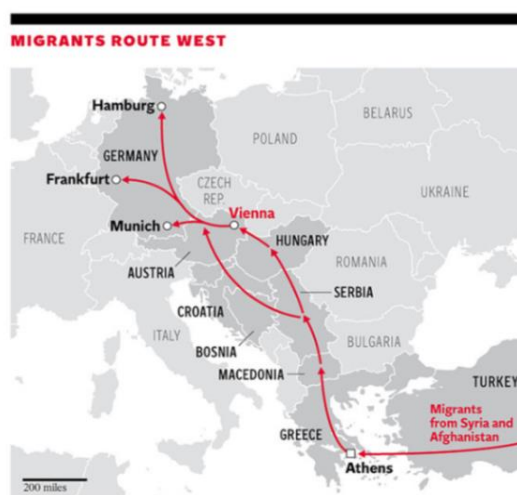 MIGRANTS ROUTE WEST
Hamburg
BELARUS
POLAND
GERMANY
Frankfurt
CZECH
REP.
UKRAINE
Munich
Vienna
FRANCE
HUNGARY
AUSTRIA
ROMANIA
SERBIA
CROATIA
ITALY
BOSNIA
BULGARIA
MACEDONIA
TURKEY
Migrants
from Syria and
Afghanistan
GREECE
Athens
200 miles